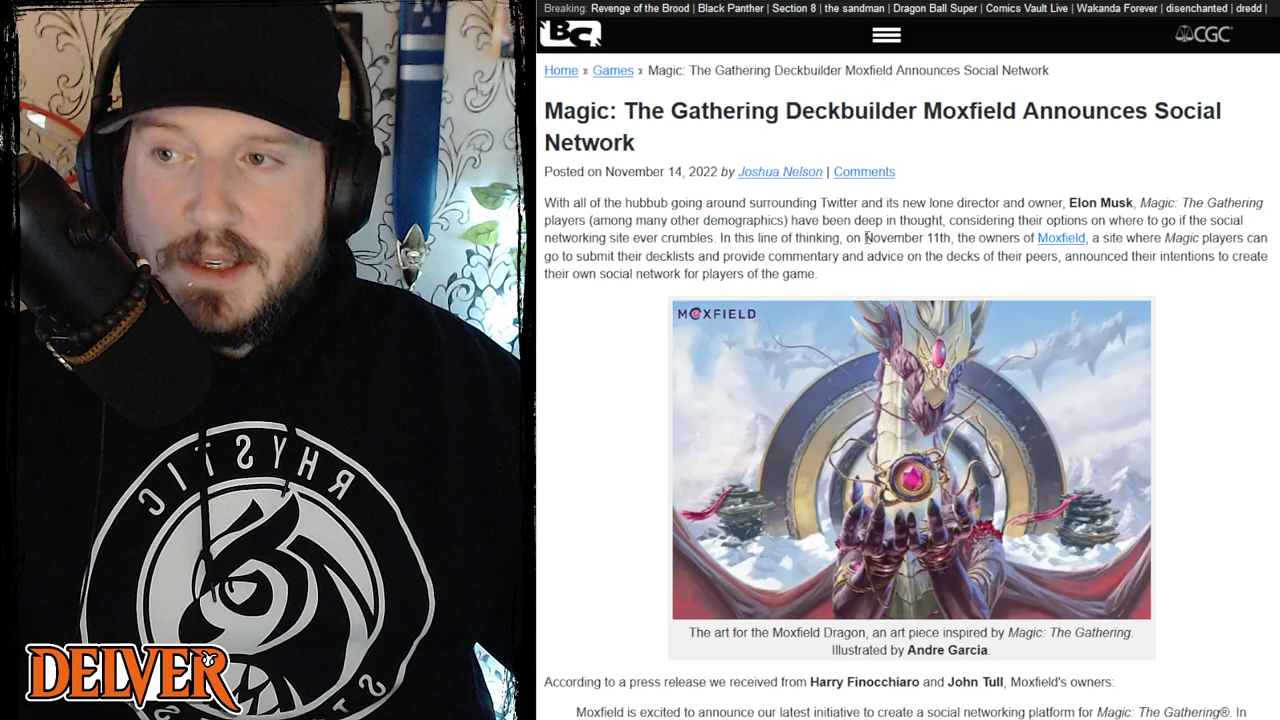 Breaking: Revenge of the Brood | Black Panther | Section 8 | the sandman | Dragon Ball Super | Comics Vault Live | Wakanda Forever | disenchanted | dredd |
BC
CGC
Home » Games » Magic: The Gathering Deckbuilder Moxfield Announces Social Network
Magic: The Gathering Deckbuilder Moxfield Announces Social
Network
Posted on November 14, 2022 by Joshua Nelson | Comments
With all of the hubbub going around surrounding Twitter and its new lone director and owner, Elon Musk, Magic: The Gathering
players (among many other demographics) have been deep in thought, considering their options on where to go if the social
networking site ever crumbles. In this line of thinking, on November 11th, the owners of Moxfield, a site where Magic players can
go to submit their decklists and provide commentary and advice on the decks of their peers, announced their intentions to create
their own social network for players of the game.
MOXFIELD
The art for the Moxfield Dragon, an art piece inspired by Magic: The Gathering.
Illustrated by Andre Garcia.
According to a press release we received from Harry Finocchiaro and John Tull, Moxfield's owners:
Moxfield is excited to announce our latest initiative to create a social networking platform for Magic: The Gathering®. In
RHYSTIC
DELVER